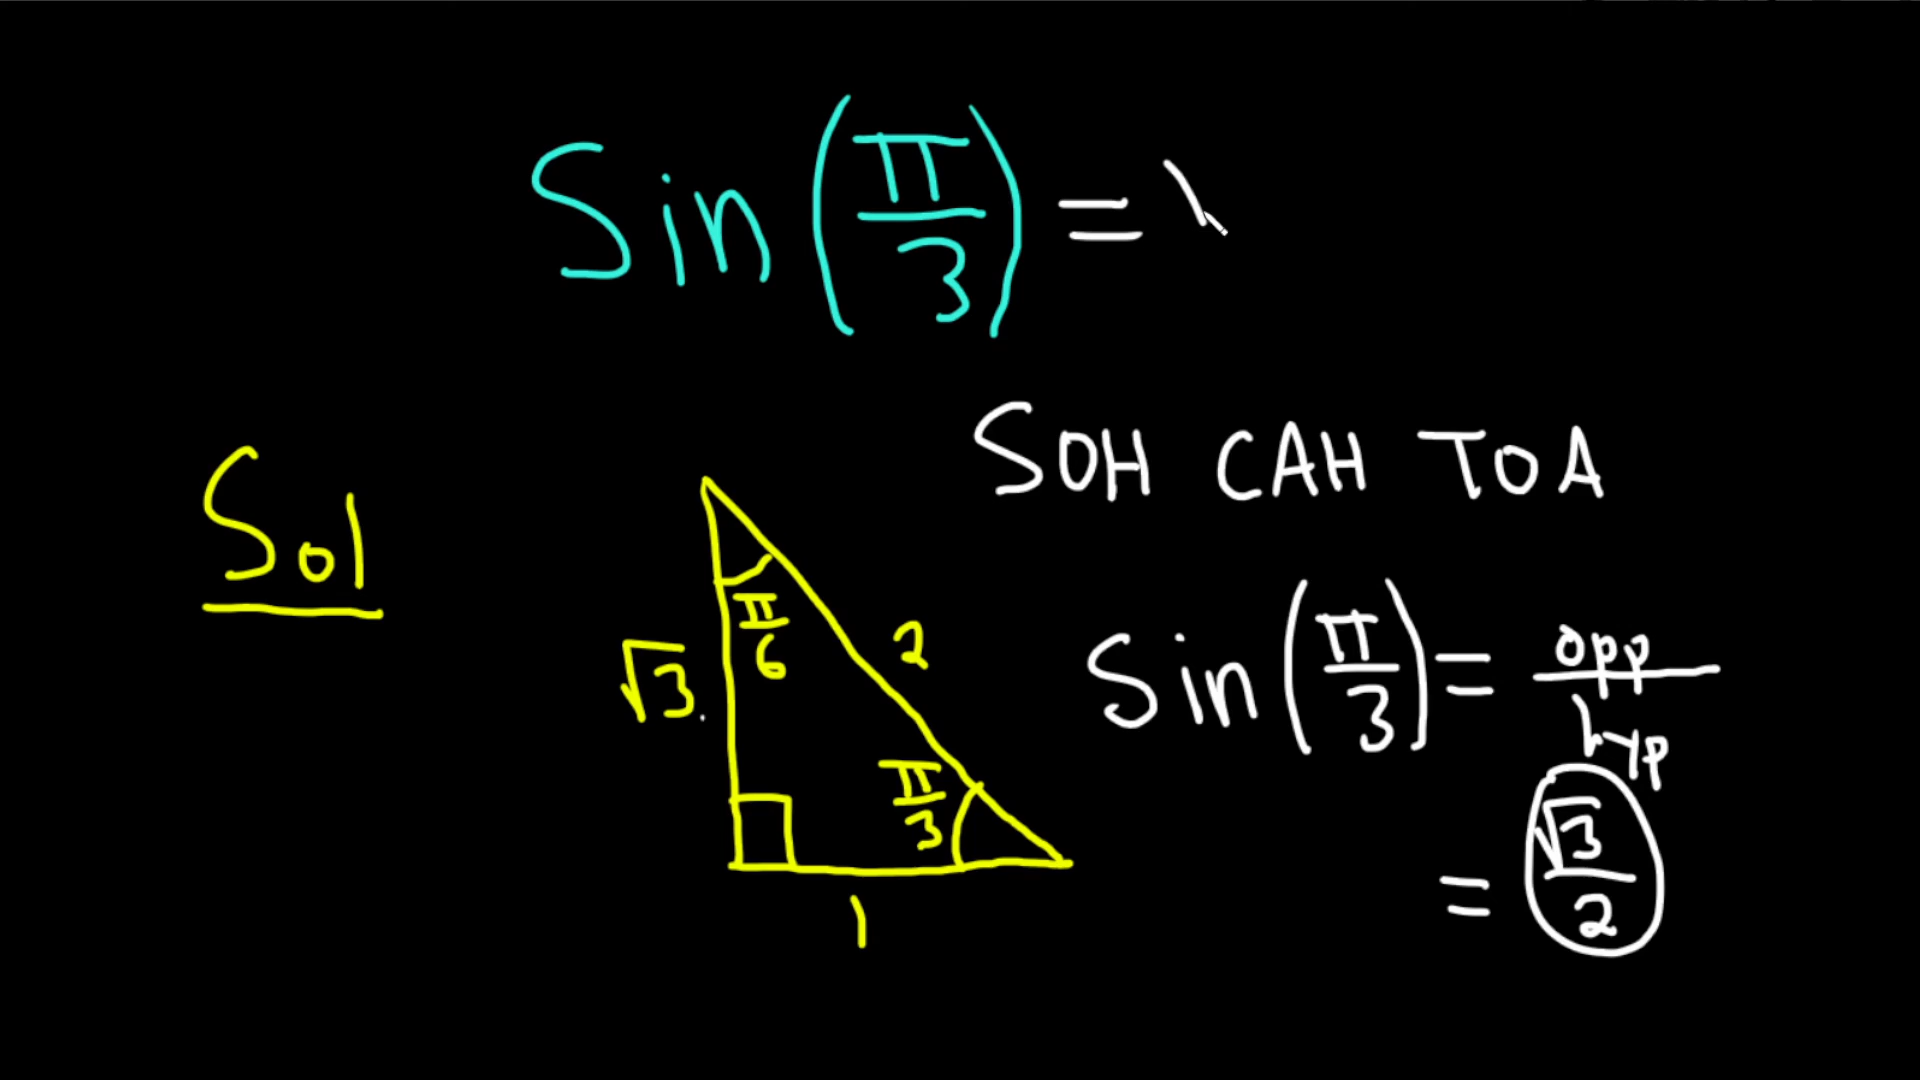 Sin(π/3) =
SOH CAH TOA
Sol
π/6
√3
2
Sin(π/3) = opp/hyp
π/3
= √3/2
1